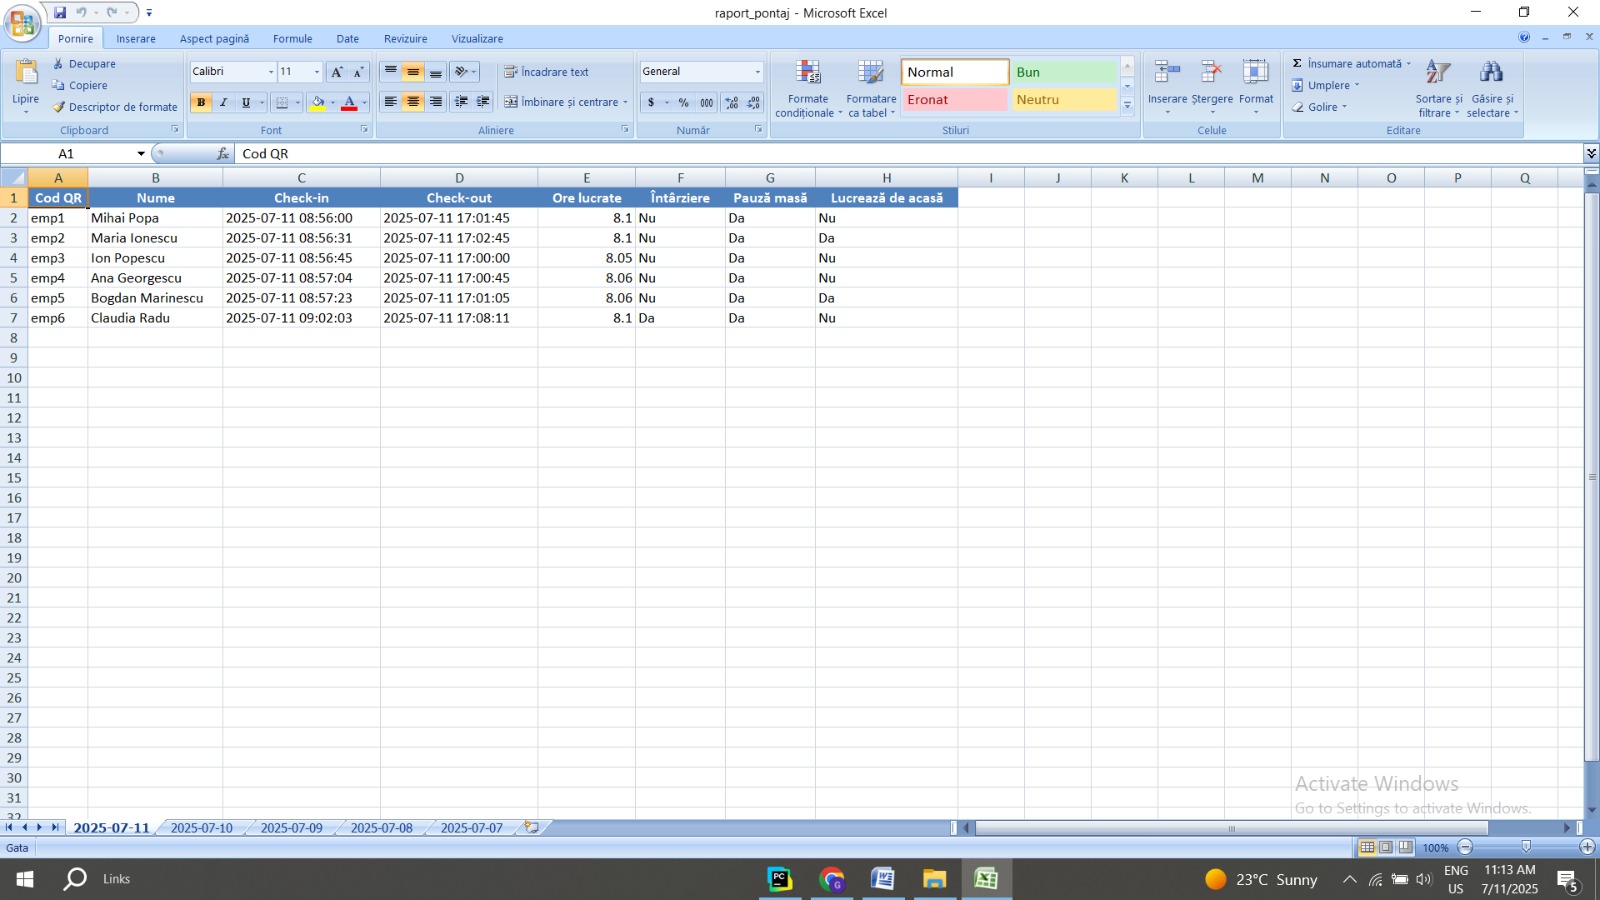 raport_pontaj - Microsoft Excel
Pornire Inserare Aspect pagină Formule Date Revizuire Vizualizare
Lipire
Decupare
Copiere
Descriptor de formate
Clipboard
Calibri 11
B I U A
Font
Încadrare text
Îmbinare și centrare
Aliniere
General
$ % 000
Număr
Formate condiționale
Formatare ca tabel
Normal Bun
Eronat Neutru
Stiluri
Inserare Ștergere Format
Celule
Σ Însumare automată
Umplere
Golire
Sortare și filtrare
Găsire și selectare
Editare
A1 fx Cod QR
A B C D E F G H I J K L M N O P Q
1 Cod QR Nume Check-in Check-out Ore lucrate Întârziere Pauză masă Lucrează de acasă
2 emp1 Mihai Popa 2025-07-11 08:56:00 2025-07-11 17:01:45 8.1 Nu Da Nu
3 emp2 Maria Ionescu 2025-07-11 08:56:31 2025-07-11 17:02:45 8.1 Nu Da Da
4 emp3 Ion Popescu 2025-07-11 08:56:45 2025-07-11 17:00:00 8.05 Nu Da Nu
5 emp4 Ana Georgescu 2025-07-11 08:57:04 2025-07-11 17:00:45 8.06 Nu Da Nu
6 emp5 Bogdan Marinescu 2025-07-11 08:57:23 2025-07-11 17:01:05 8.06 Nu Da Da
7 emp6 Claudia Radu 2025-07-11 09:02:03 2025-07-11 17:08:11 8.1 Da Da Nu
8
9
10
11
12
13
14
15
16
17
18
19
20
21
22
23
24
25
26
27
28
29
30
31
32
Activate Windows
Go to Settings to activate Windows.
2025-07-11 2025-07-10 2025-07-09 2025-07-08 2025-07-07
Gata 100%
Links
23°C Sunny
ENG
US
11:13 AM
7/11/2025
5